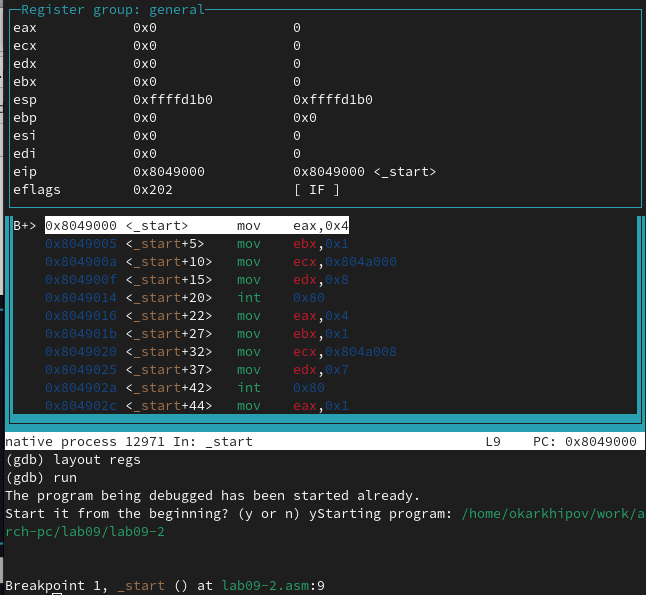 Register group: general
eax 0x0 0
ecx 0x0 0
edx 0x0 0
ebx 0x0 0
esp 0xffffd1b0 0xffffd1b0
ebp 0x0 0x0
esi 0x0 0
edi 0x0 0
eip 0x8049000 0x8049000 <_start>
eflags 0x202 [ IF ]
B+> 0x8049000 <_start> mov eax,0x4
0x8049005 <_start+5> mov ebx,0x1
0x804900a <_start+10> mov ecx,0x804a000
0x804900f <_start+15> mov edx,0x8
0x8049014 <_start+20> int 0x80
0x8049016 <_start+22> mov eax,0x4
0x804901b <_start+27> mov ebx,0x1
0x8049020 <_start+32> mov ecx,0x804a008
0x8049025 <_start+37> mov edx,0x7
0x804902a <_start+42> int 0x80
0x804902c <_start+44> mov eax,0x1
native process 12971 In: _start L9 PC: 0x8049000
(gdb) layout regs
(gdb) run
The program being debugged has been started already.
Start it from the beginning? (y or n) yStarting program: /home/okarkhipov/work/a
rch-pc/lab09/lab09-2
Breakpoint 1, _start () at lab09-2.asm:9